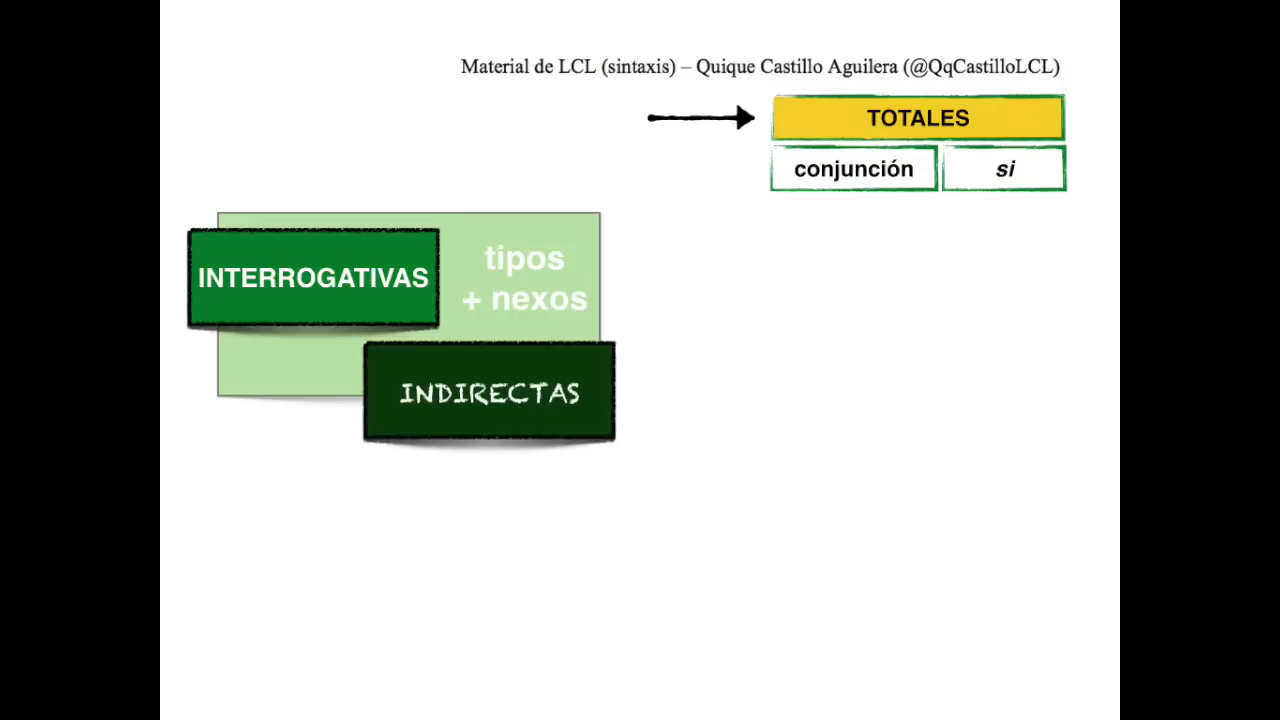 Material de LCL (sintaxis) – Quique Castillo Aguilera (@QqCastilloLCL)
TOTALES
conjunción si
INTERROGATIVAS
tipos
+ nexos
INDIRECTAS